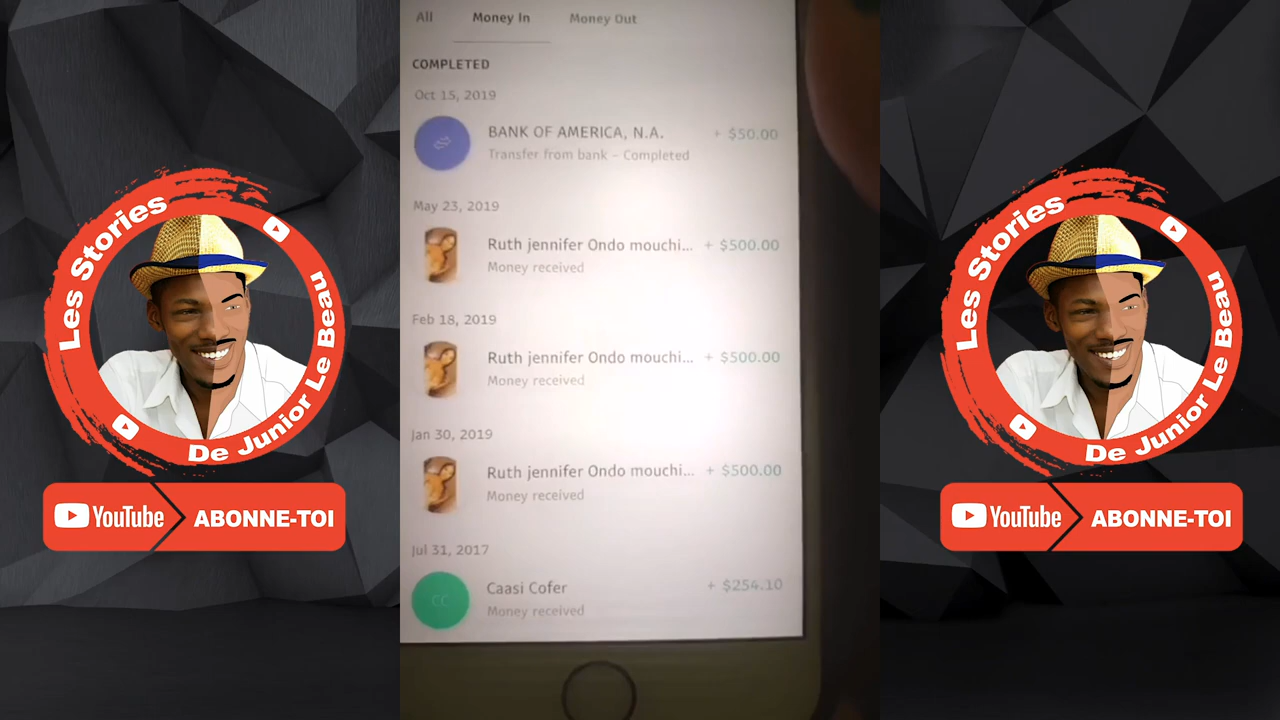 Les Stories
De Junior Le Beau
YouTube ABONNE-TOI
All Money In Money Out
COMPLETED
Oct 15, 2019
BANK OF AMERICA, N.A. + $50.00
Transfer from bank – Completed
May 23, 2019
Ruth jennifer Ondo mouchi... + $500.00
Money received
Feb 18, 2019
Ruth jennifer Ondo mouchi... + $500.00
Money received
Jan 30, 2019
Ruth jennifer Ondo mouchi... + $500.00
Money received
Jul 31, 2017
CC
Caasi Cofer + $254.10
Money received
Les Stories
De Junior Le Beau
YouTube ABONNE-TOI